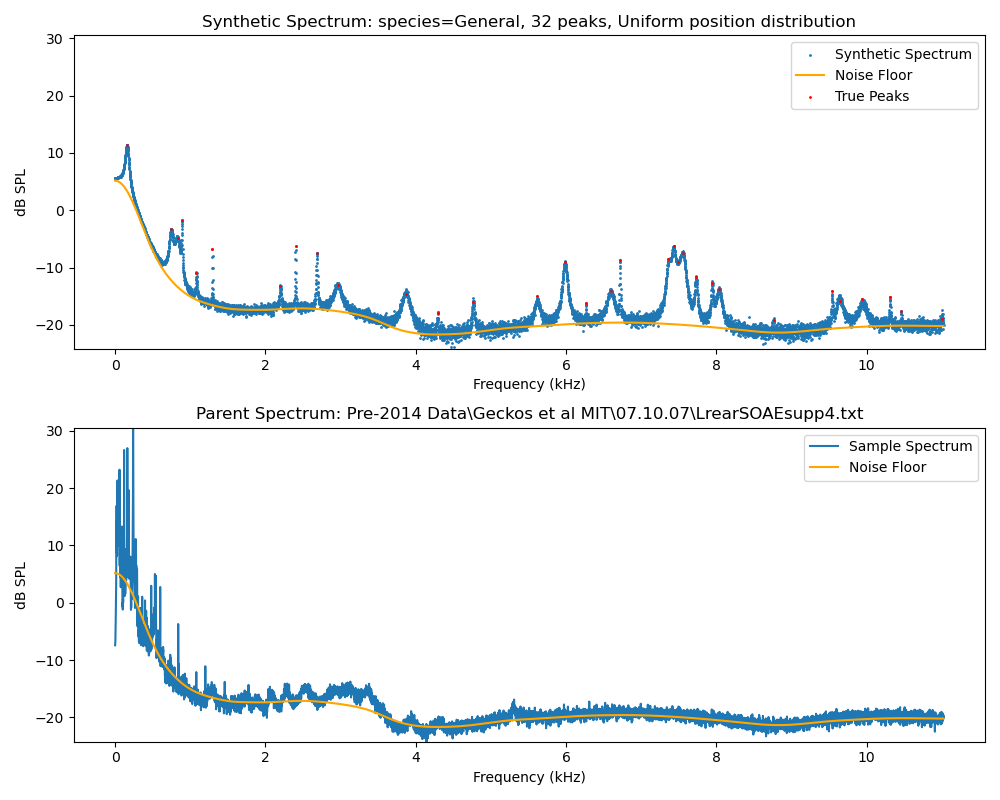 Synthetic Spectrum: species=General, 32 peaks, Uniform position distribution
30
20
10
0
−10
−20
dB SPL
Synthetic Spectrum
Noise Floor
True Peaks
0 2 4 6 8 10
Frequency (kHz)
Parent Spectrum: Pre-2014 Data\Geckos et al MIT\07.10.07\LrearSOAEsupp4.txt
30
20
10
0
−10
−20
dB SPL
Sample Spectrum
Noise Floor
0 2 4 6 8 10
Frequency (kHz)